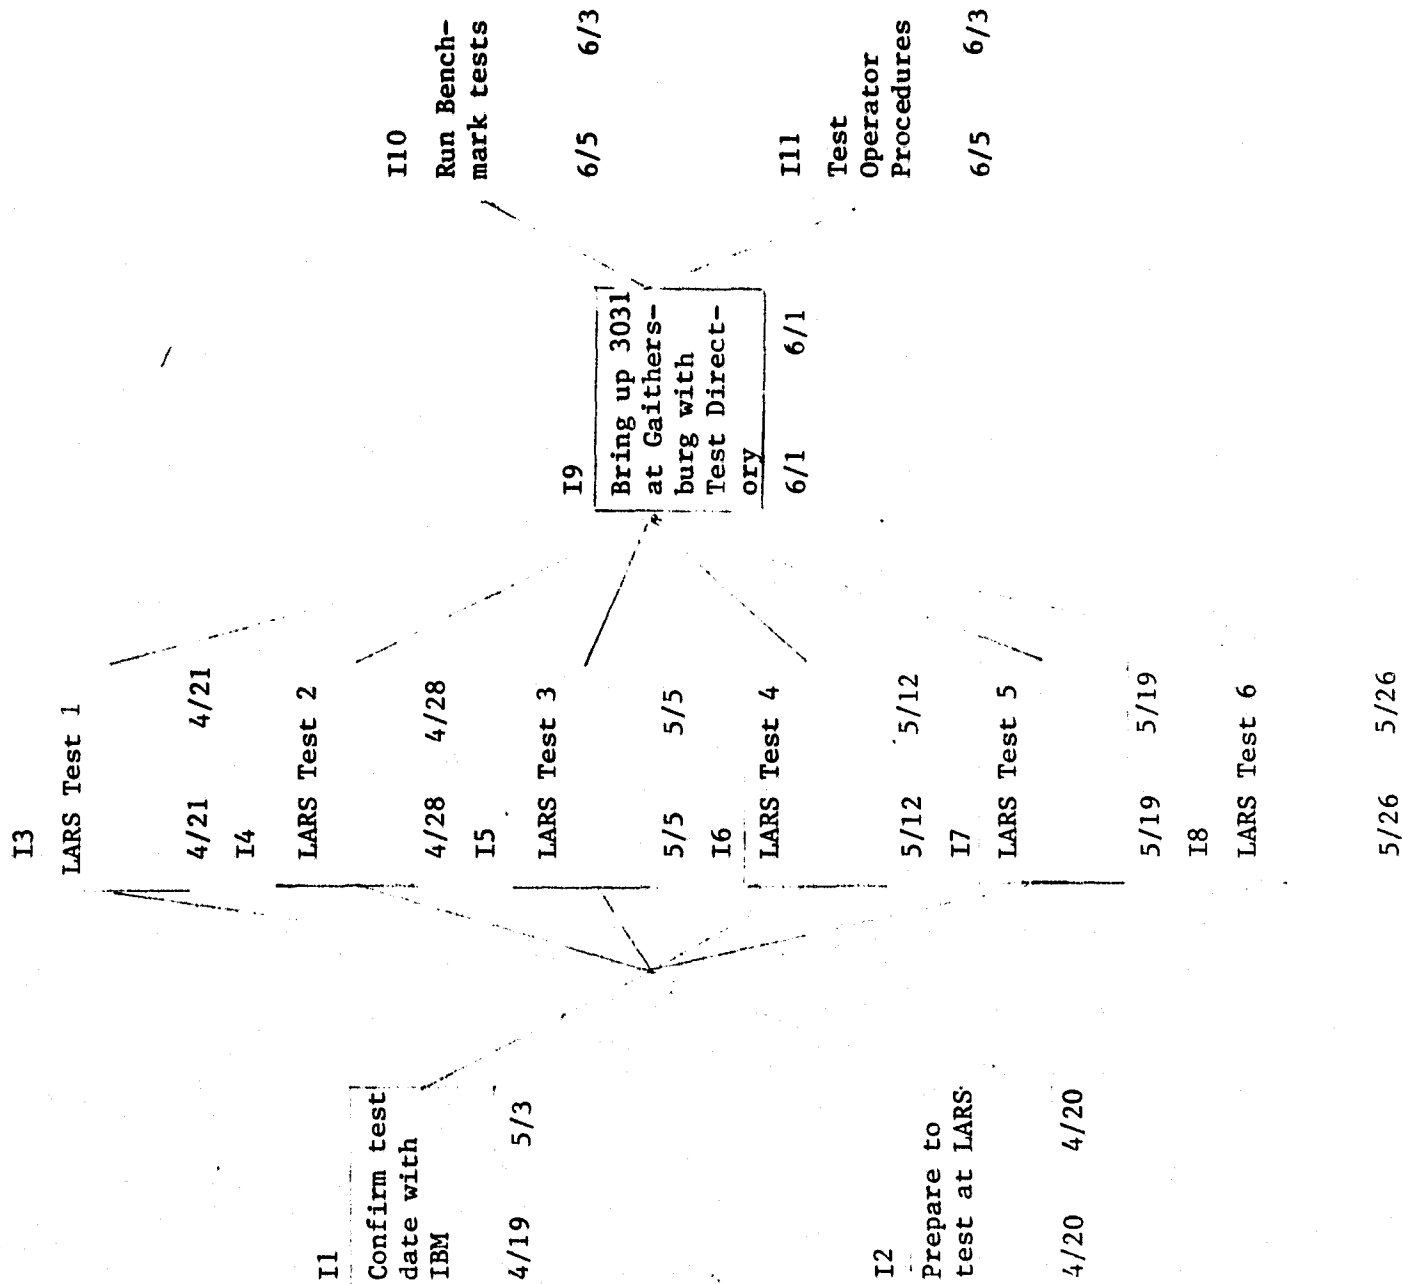 I1
Confirm test
date with
IBM
4/19 5/3
I2
Prepare to
test at LARS
4/20 4/20
I3
LARS Test 1
4/21 4/21
I4
LARS Test 2
4/28 4/28
I5
LARS Test 3
5/5 5/5
I6
LARS Test 4
5/12 5/12
I7
LARS Test 5
5/19 5/19
I8
LARS Test 6
5/26 5/26
I9
Bring up 3031
at Gaithers-
burg with
Test Direct-
ory
6/1 6/1
I10
Run Bench-
mark tests
6/5 6/3
I11
Test
Operator
Procedures
6/5 6/3